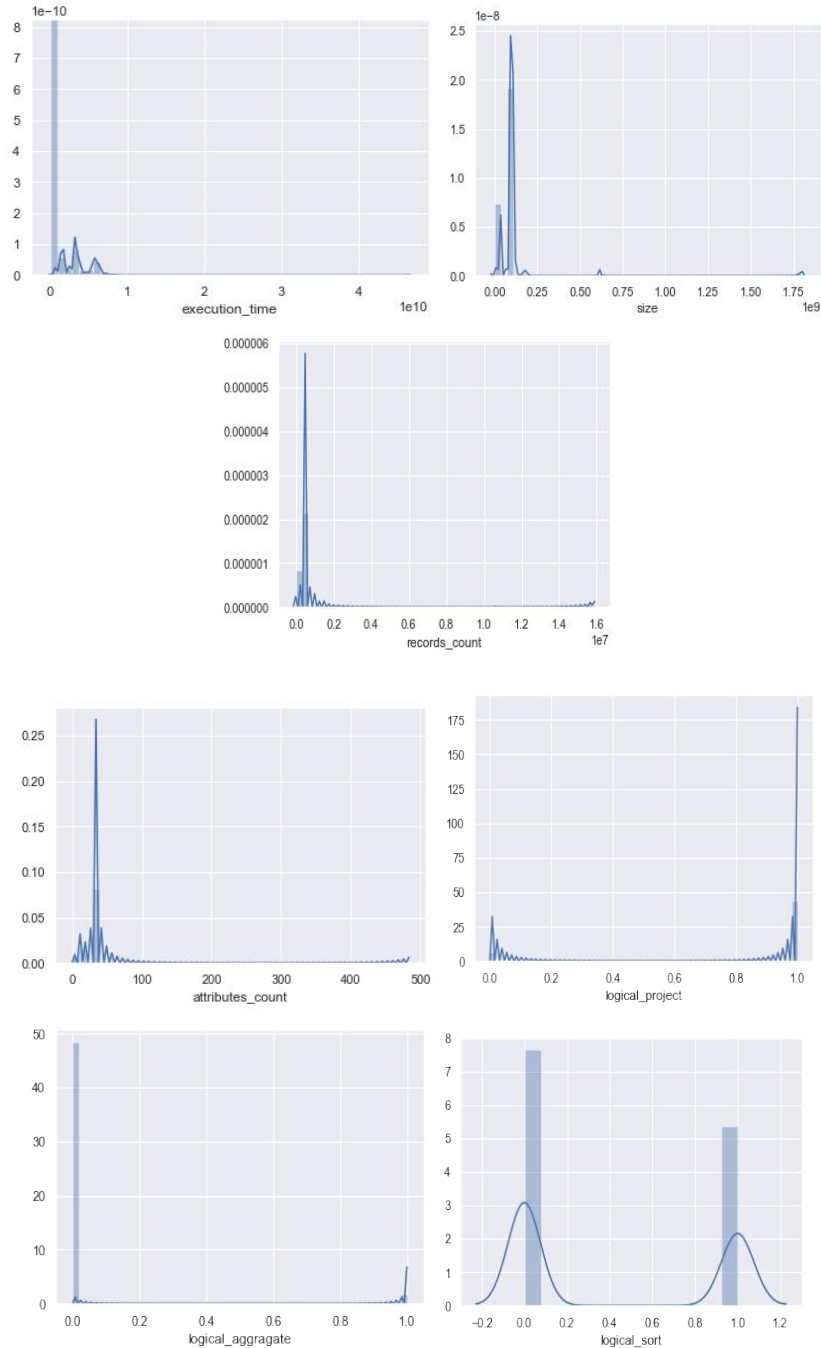 1e−10
8
7
6
5
4
3
2
1
0
0 1 2 3 4
1e10
execution_time
1e−8
2.5
2.0
1.5
1.0
0.5
0.0
0.00 0.25 0.50 0.75 1.00 1.25 1.50 1.75
1e9
size
0.000006
0.000005
0.000004
0.000003
0.000002
0.000001
0.000000
0.0 0.2 0.4 0.6 0.8 1.0 1.2 1.4 1.6
1e7
records_count
0.25
0.20
0.15
0.10
0.05
0.00
0 100 200 300 400 500
attributes_count
175
150
125
100
75
50
25
0
0.0 0.2 0.4 0.6 0.8 1.0
logical_project
50
40
30
20
10
0
0.0 0.2 0.4 0.6 0.8 1.0
logical_aggragate
8
7
6
5
4
3
2
1
0
−0.2 0.0 0.2 0.4 0.6 0.8 1.0 1.2
logical_sort